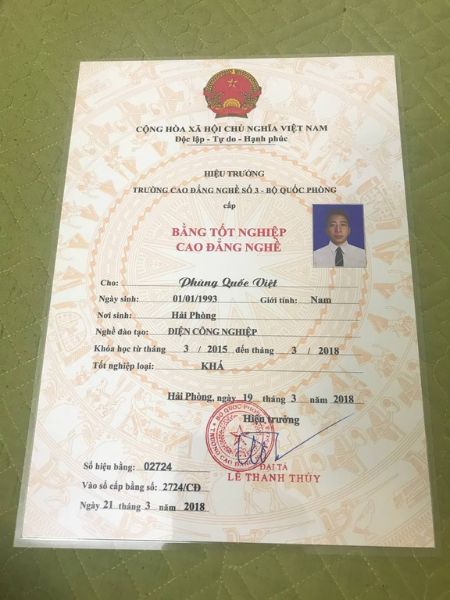 CỘNG HÒA XÃ HỘI CHỦ NGHĨA VIỆT NAM
Độc lập - Tự do - Hạnh phúc
HIỆU TRƯỞNG
TRƯỜNG CAO ĐẲNG NGHỀ SỐ 3 - BỘ QUỐC PHÒNG
cấp
BẰNG TỐT NGHIỆP
CAO ĐẲNG NGHỀ
Cho: Phùng Quốc Việt
Ngày sinh: 01/01/1993 Giới tính: Nam
Nơi sinh: Hải Phòng
Nghề đào tạo: ĐIỆN CÔNG NGHIỆP
Khóa học từ tháng 3 / 2015 đến tháng 3 / 2018
Tốt nghiệp loại: KHÁ
Hải Phòng, ngày 19 tháng 3 năm 2018
Hiệu trưởng
ĐẠI TÁ
LÊ THANH THỦY
Số hiệu bằng: 02724
Vào sổ cấp bằng số: 2724/CĐ
Ngày 21 tháng 3 năm 2018